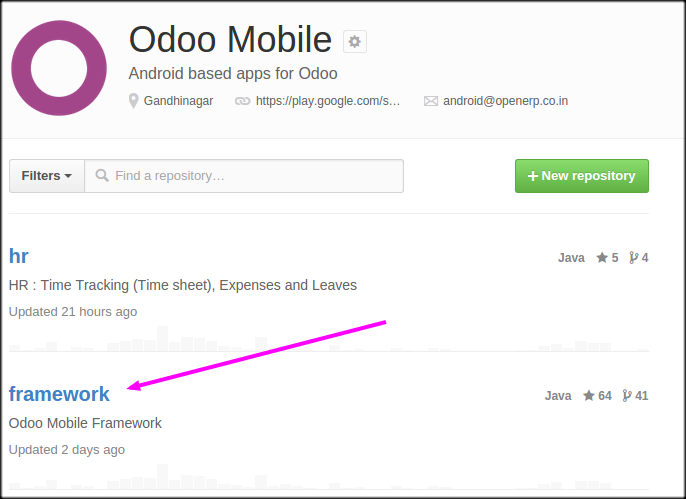 Odoo Mobile
Android based apps for Odoo
Gandhinagar https://play.google.com/s... android@openerp.co.in
Filters Find a repository... New repository
hr Java 5 4
HR : Time Tracking (Time sheet), Expenses and Leaves
Updated 21 hours ago
framework Java 64 41
Odoo Mobile Framework
Updated 2 days ago